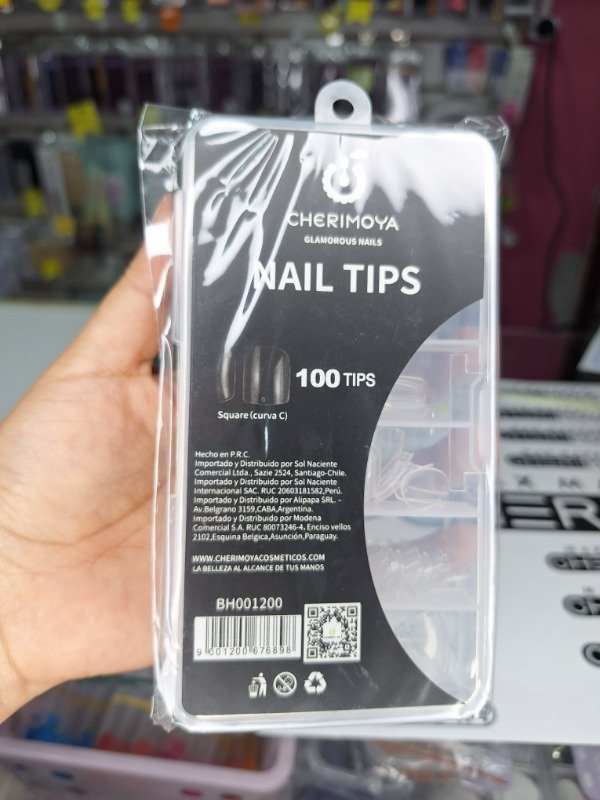 CHERIMOYA
GLAMOROUS NAILS
NAIL TIPS
100 TIPS
Square (curva C)
Hecho en P.R.C.
Importado y Distribuido por Sol Naciente
Comercial Ltda., Sazie 2524, Santiago-Chile.
Importado y Distribuido por Sol Naciente
Internacional SAC. RUC 20603181582,Perú.
Importado y Distribuido por Alipapa SRL. -
Av.Belgrano 3159,CABA,Argentina.
Importado y Distribuido por Modena
Comercial S.A. RUC 80073246-4, Enciso vellos
2102,Esquina Belgica,Asunción,Paraguay.
WWW.CHERIMOYACOSMETICOS.COM
LA BELLEZA AL ALCANCE DE TUS MANOS
BH001200
9 001200 676898